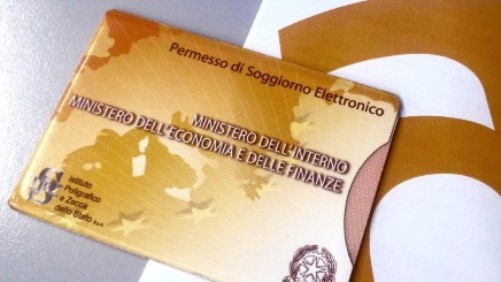 Permesso di Soggiorno Elettronico
MINISTERO DELL'INTERNO
MINISTERO DELL'ECONOMIA E DELLE FINANZE
Istituto
Poligrafico
e Zecca
dello Stato S.p.A.